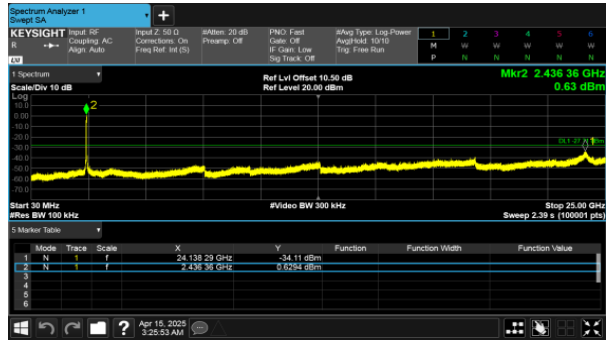 Spectrum Analyzer 1
Swept SA
+
KEYSIGHT Input: RF Input Z: 50 Ω #Atten: 20 dB PNO: Fast #Avg Type: Log-Power 1 2 3 4 5 6
R Coupling: AC Corrections: On Preamp: Off Gate: Off Avg|Hold: 10/10 M W W W W W
Align: Auto Freq Ref: Int (S) IF Gain: Low Trig: Free Run P N N N N N
LXI Sig Track: Off
1 Spectrum Ref Lvl Offset 10.50 dB Mkr2 2.436 36 GHz
Scale/Div 10 dB Ref Level 20.00 dBm 0.63 dBm
Log
10.0
0.00
-10.0
-20.0
-30.0
-40.0
-50.0
-60.0
-70.0
2
1
Start 30 MHz #Video BW 300 kHz Stop 25.00 GHz
#Res BW 100 kHz Sweep 2.39 s (100001 pts)
5 Marker Table
Mode Trace Scale X Y Function Function Width Function Value
1 N 1 f 24.138 29 GHz -34.11 dBm
2 N 1 f 2.436 36 GHz 0.6294 dBm
3
4
5
6
? Apr 15, 2025
3:25:53 AM